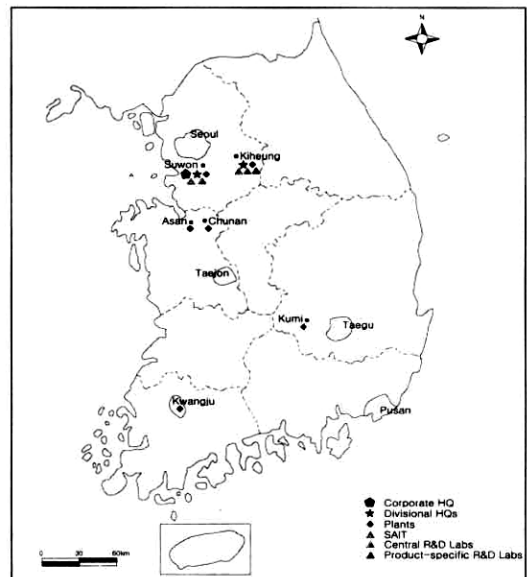 N
Seoul
Suwon
Kiheung
Asan
Chunan
Taejon
Kumi
Taegu
Kwangju
Pusan
Corporate HQ
Divisional HQs
Plants
SAIT
Central R&D Labs
Product-specific R&D Labs
0 30 60km